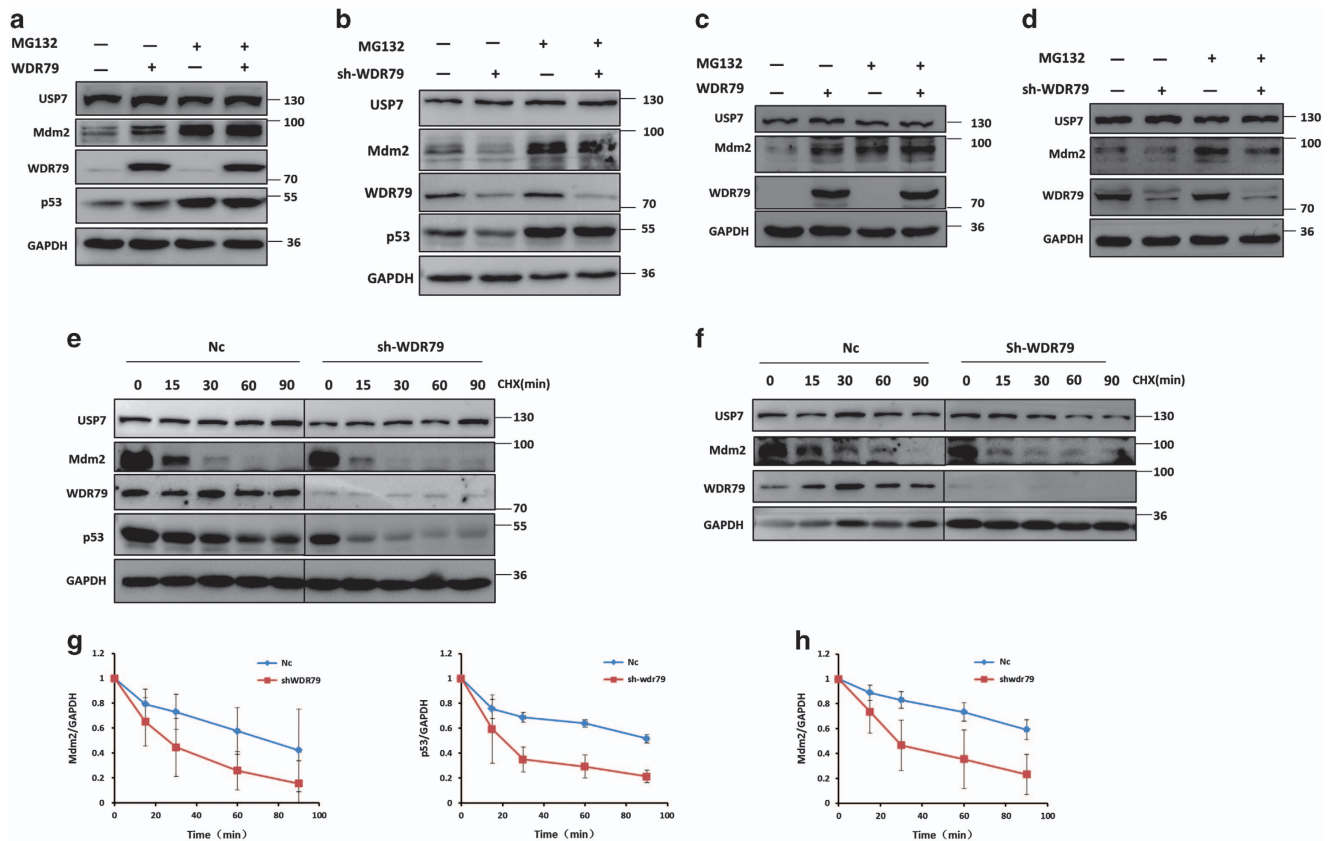 a
MG132 — — + +
WDR79 — + — +
USP7 130
Mdm2 100
WDR79 70
p53 55
GAPDH 36
b
MG132 — — + +
sh-WDR79 — + — +
USP7 130
Mdm2 100
WDR79 70
p53 55
GAPDH 36
c
MG132 — — + +
WDR79 — + — +
USP7 130
Mdm2 100
WDR79 70
GAPDH 36
d
MG132 — — + +
sh-WDR79 — + — +
USP7 130
Mdm2 100
WDR79 70
GAPDH 36
e
Nc sh-WDR79
0 15 30 60 90 0 15 30 60 90 CHX(min)
USP7 130
Mdm2 100
WDR79 70
p53 55
GAPDH 36
f
Nc Sh-WDR79
0 15 30 60 90 0 15 30 60 90 CHX(min)
USP7 130
Mdm2 100
WDR79 100
GAPDH 36
g
Mdm2/GAPDH
1.2
1
0.8
0.6
0.4
0.2
0
0 20 40 60 80 100
Time（min）
Nc
shWDR79
p53/GAPDH
1.2
1
0.8
0.6
0.4
0.2
0
0 20 40 60 80 100
Time（min）
Nc
sh-wdr79
h
Mdm2/GAPDH
1.2
1
0.8
0.6
0.4
0.2
0
0 20 40 60 80 100
Time（min）
Nc
shwdr79